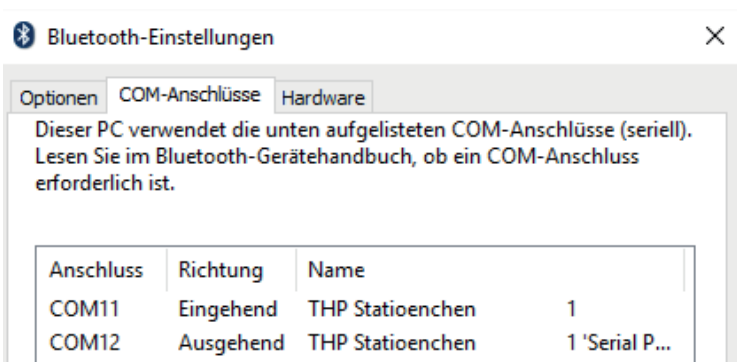 Bluetooth-Einstellungen
Optionen COM-Anschlüsse Hardware
Dieser PC verwendet die unten aufgelisteten COM-Anschlüsse (seriell).
Lesen Sie im Bluetooth-Gerätehandbuch, ob ein COM-Anschluss
erforderlich ist.
Anschluss Richtung Name
COM11 Eingehend THP Statioenchen 1
COM12 Ausgehend THP Statioenchen 1 'Serial P...